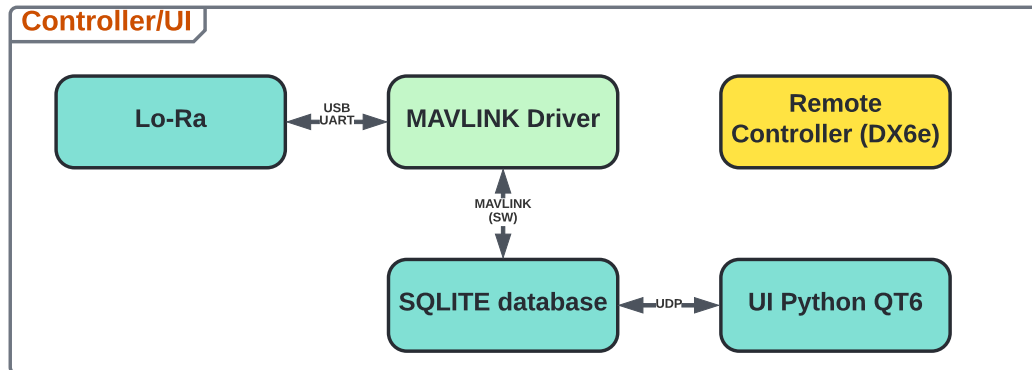 Controller/UI
Lo-Ra
USB
UART
MAVLINK Driver
Remote
Controller (DX6e)
MAVLINK
(SW)
SQLITE database
UDP
UI Python QT6